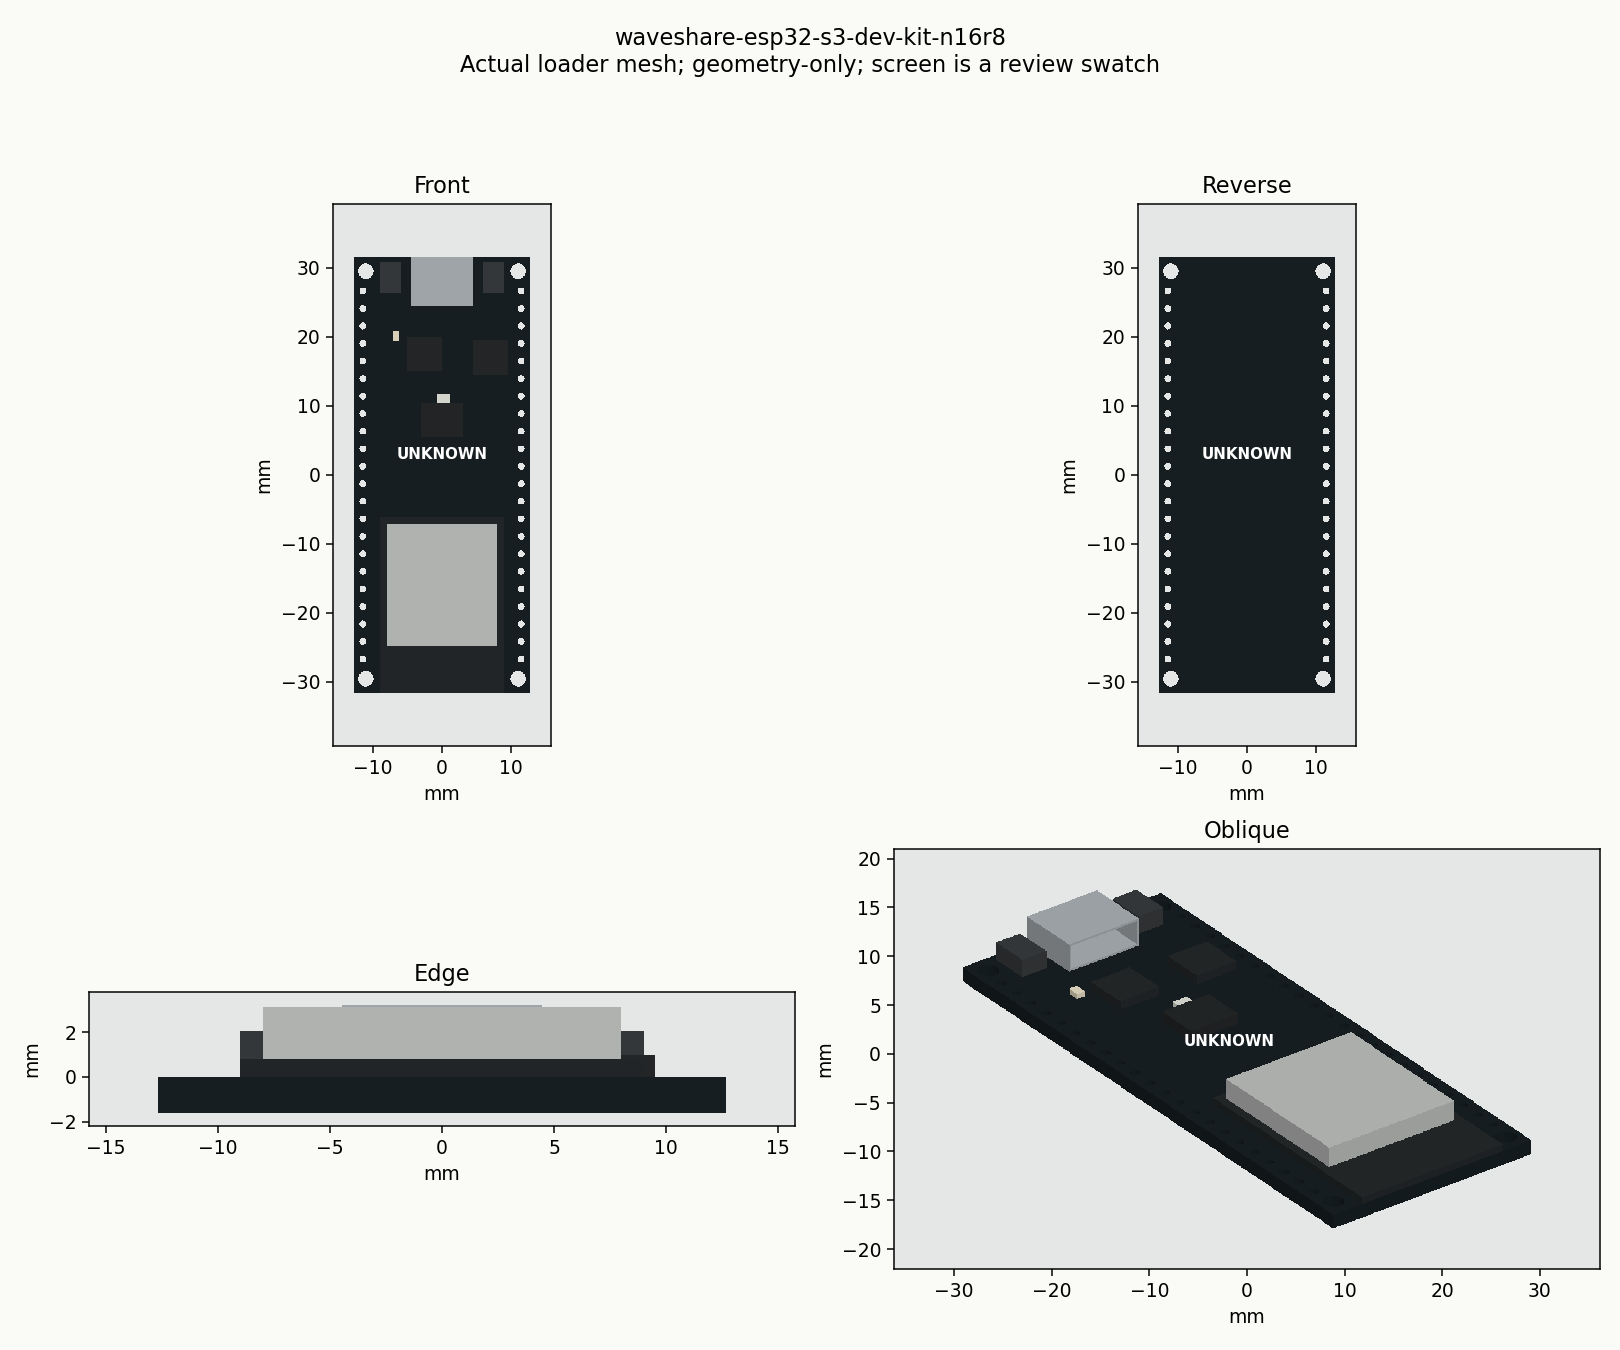 waveshare-esp32-s3-dev-kit-n16r8
Actual loader mesh; geometry-only; screen is a review swatch
Front
30
20
10
0
−10
−20
−30
mm
UNKNOWN
−10 0 10
mm
Reverse
30
20
10
0
−10
−20
−30
mm
UNKNOWN
−10 0 10
mm
Edge
2
0
−2
mm
−15 −10 −5 0 5 10 15
mm
Oblique
20
15
10
5
0
−5
−10
−15
−20
mm
UNKNOWN
−30 −20 −10 0 10 20 30
mm